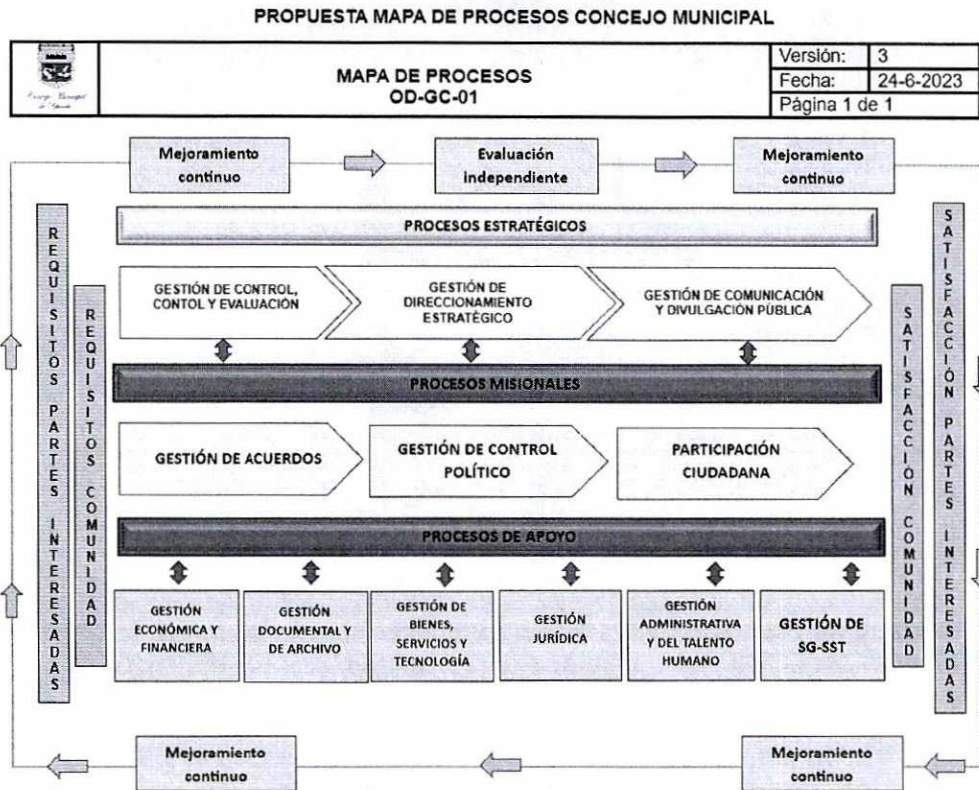 PROPUESTA MAPA DE PROCESOS CONCEJO MUNICIPAL
MAPA DE PROCESOS
OD-GC-01
Versión: 3
Fecha: 24-6-2023
Página 1 de 1
Mejoramiento
continuo
Evaluación
independiente
Mejoramiento
continuo
REQUISITOS PARTES INTERESADAS
REQUISITOS COMUNIDAD
PROCESOS ESTRATÉGICOS
GESTIÓN DE CONTROL,
CONTOL Y EVALUACIÓN
GESTIÓN DE
DIRECCIONAMIENTO
ESTRATÉGICO
GESTIÓN DE COMUNICACIÓN
Y DIVULGACIÓN PÚBLICA
PROCESOS MISIONALES
GESTIÓN DE ACUERDOS
GESTIÓN DE CONTROL
POLÍTICO
PARTICIPACIÓN
CIUDADANA
PROCESOS DE APOYO
GESTIÓN
ECONÓMICA Y
FINANCIERA
GESTIÓN
DOCUMENTAL Y
DE ARCHIVO
GESTIÓN DE
BIENES,
SERVICIOS Y
TECNOLOGÍA
GESTIÓN
JURÍDICA
GESTIÓN
ADMINISTRATIVA
Y DEL TALENTO
HUMANO
GESTIÓN DE
SG-SST
SATISFACCIÓN COMUNIDAD
SATISFACCIÓN PARTES INTERESADAS
Mejoramiento
continuo
Mejoramiento
continuo